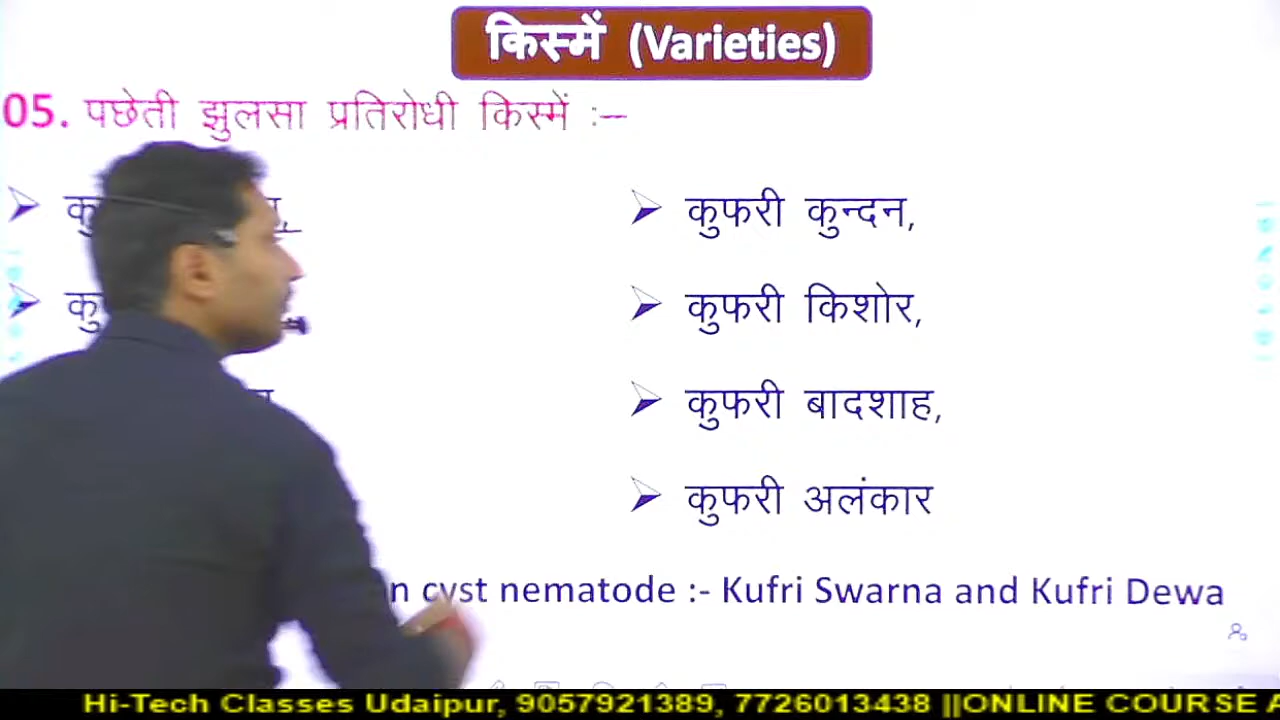 किस्में (Varieties)
05. पछेती झुलसा प्रतिरोधी किस्में :–
कुफरी कुन्दन,
कुफरी किशोर,
कुफरी बादशाह,
कुफरी अलंकार
cyst nematode :- Kufri Swarna and Kufri Dewa
Hi-Tech Classes Udaipur, 9057921389, 7726013438 ||ONLINE COURSE A